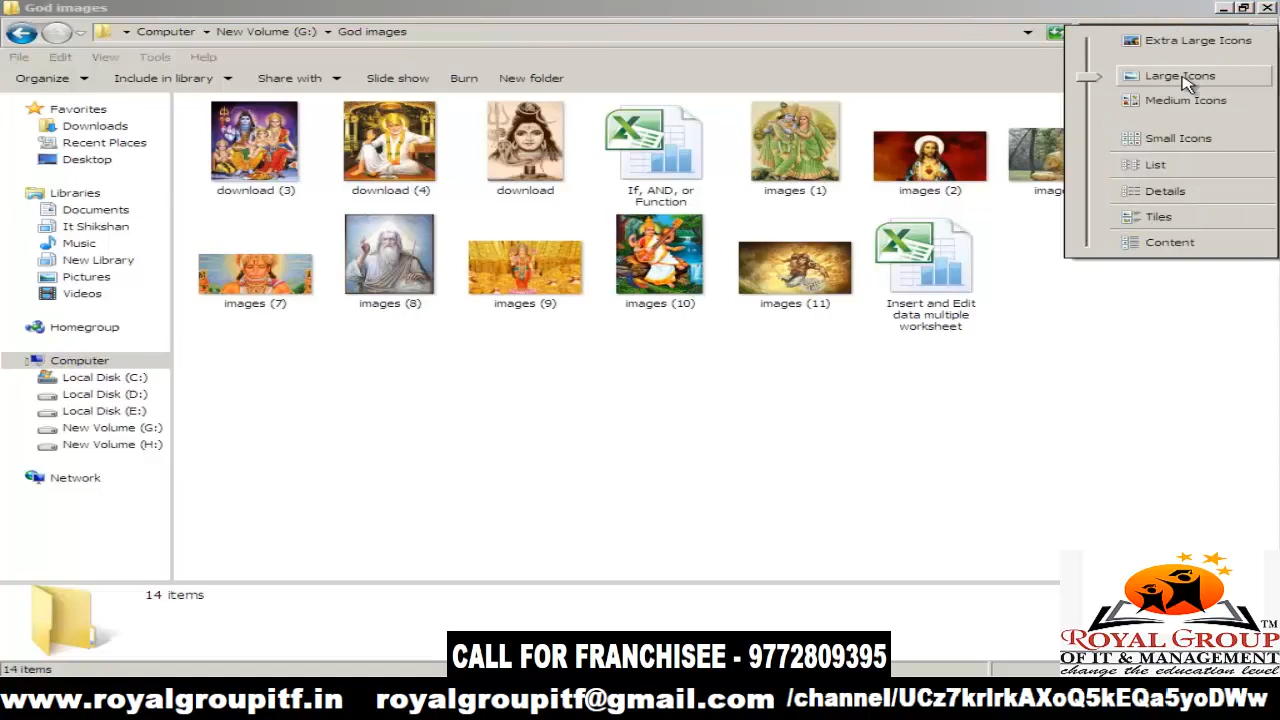 God images
Computer
New Volume (G:)
God images
File
Edit
View
Tools
Help
Organize
Include in library
Share with
Slide show
Burn
New folder
Extra Large Icons
Large Icons
Medium Icons
Small Icons
List
Details
Tiles
Content
Favorites
Downloads
Recent Places
Desktop
Libraries
Documents
It Shikshan
Music
New Library
Pictures
Videos
Homegroup
Computer
Local Disk (C:)
Local Disk (D:)
Local Disk (E:)
New Volume (G:)
New Volume (H:)
Network
download (3)
download (4)
download
If, AND, or
Function
images (1)
images (2)
images (7)
images (8)
images (9)
images (10)
images (11)
Insert and Edit
data multiple
worksheet
14 items
14 items
CALL FOR FRANCHISEE - 9772809395
TM
ROYAL GROUP
OF IT & MANAGEMENT
change the education level
www.royalgroupitf.in
royalgroupitf@gmail.com
/channel/UCz7krlrkAXoQ5kEQa5yoDWw